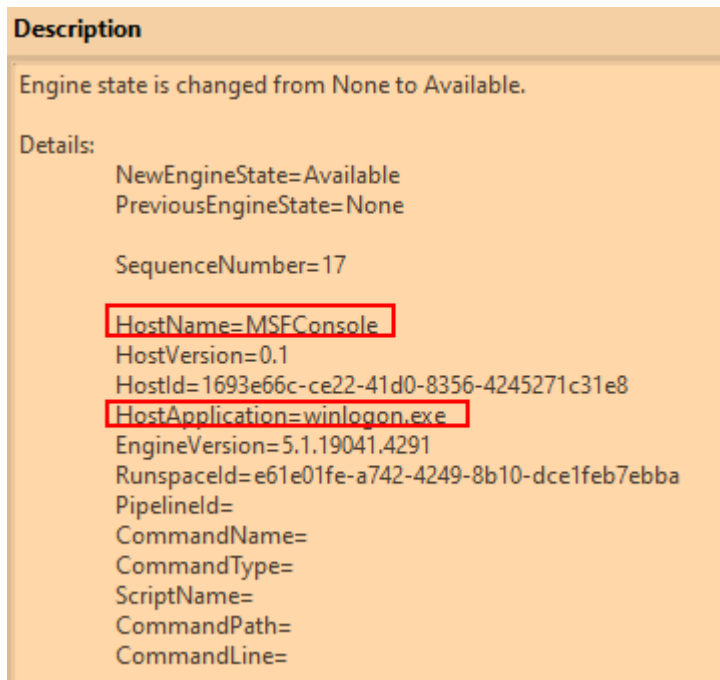 Description
Engine state is changed from None to Available.
Details:
NewEngineState=Available
PreviousEngineState=None
SequenceNumber=17
HostName=MSFConsole
HostVersion=0.1
HostId=1693e66c-ce22-41d0-8356-4245271c31e8
HostApplication=winlogon.exe
EngineVersion=5.1.19041.4291
RunspaceId=e61e01fe-a742-4249-8b10-dce1feb7ebba
PipelineId=
CommandName=
CommandType=
ScriptName=
CommandPath=
CommandLine=